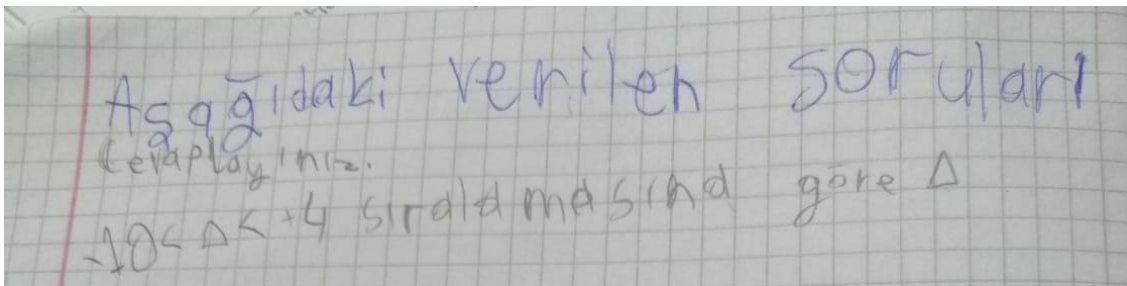 Aşağıdaki verilen soruları
Cevaplayınız.
-10< Δ< +4 sıralamasına göre Δ